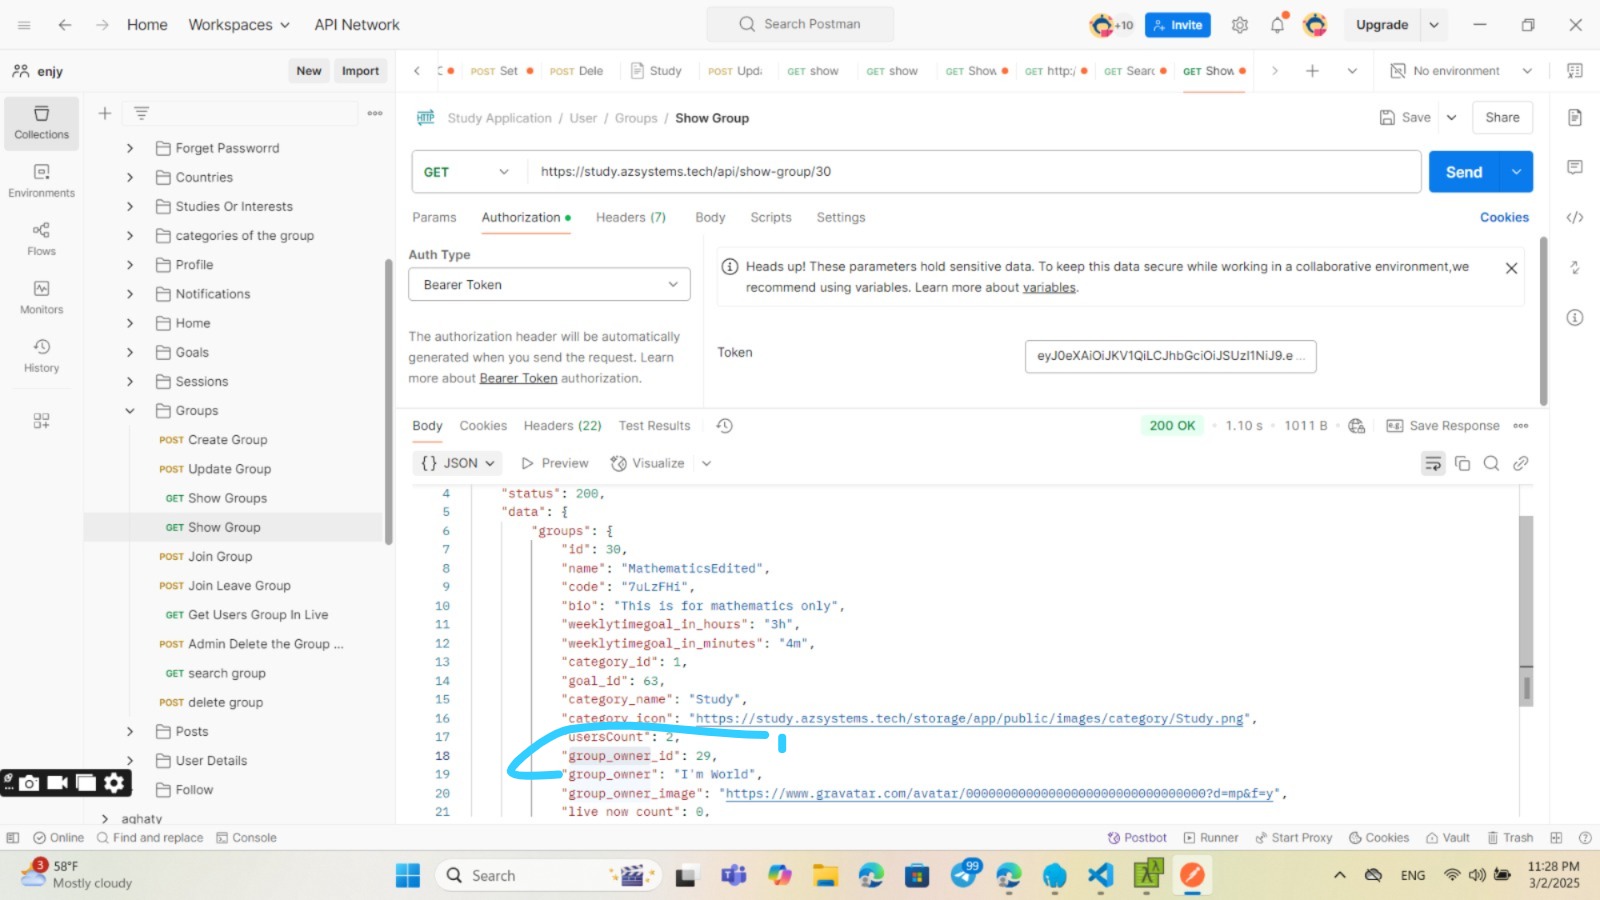 Home Workspaces API Network Search Postman +10 Invite Upgrade
enjy New Import POST Set POST Dele Study POST Upda GET show GET show GET Show GET http:/ GET Searc GET Show No environment
Collections
Environments
Flows
Monitors
History
Forget Passworrd
Countries
Studies Or Interests
categories of the group
Profile
Notifications
Home
Goals
Sessions
Groups
POST Create Group
POST Update Group
GET Show Groups
GET Show Group
POST Join Group
POST Join Leave Group
GET Get Users Group In Live
POST Admin Delete the Group ...
GET search group
POST delete group
Posts
User Details
Follow
aghaty
HTTP Study Application / User / Groups / Show Group Save Share
GET https://study.azsystems.tech/api/show-group/30 Send
Params Authorization Headers (7) Body Scripts Settings Cookies
Auth Type
Bearer Token
The authorization header will be automatically
generated when you send the request. Learn
more about Bearer Token authorization.
Heads up! These parameters hold sensitive data. To keep this data secure while working in a collaborative environment,we
recommend using variables. Learn more about variables.
Token eyJ0eXAiOiJKV1QiLCJhbGciOiJSUzI1NiJ9.e ...
Body Cookies Headers (22) Test Results 200 OK 1.10 s 1011 B e.g. Save Response
{} JSON Preview Visualize
4 "status": 200,
5 "data": {
6 "groups": {
7 "id": 30,
8 "name": "MathematicsEdited",
9 "code": "7uLzFHi",
10 "bio": "This is for mathematics only",
11 "weeklytimegoal_in_hours": "3h",
12 "weeklytimegoal_in_minutes": "4m",
13 "category_id": 1,
14 "goal_id": 63,
15 "category_name": "Study",
16 "category_icon": "https://study.azsystems.tech/storage/app/public/images/category/Study.png",
17 usersCount": 2,
18 "group_owner_id": 29,
19 "group_owner": "I'm World",
20 "group_owner_image": "https://www.gravatar.com/avatar/00000000000000000000000000000000?d=mp&f=y",
21 "live now count": 0,
Online Find and replace Console Postbot Runner Start Proxy Cookies Vault Trash
3 58°F
Mostly cloudy
Search
99
ENG
11:28 PM
3/2/2025